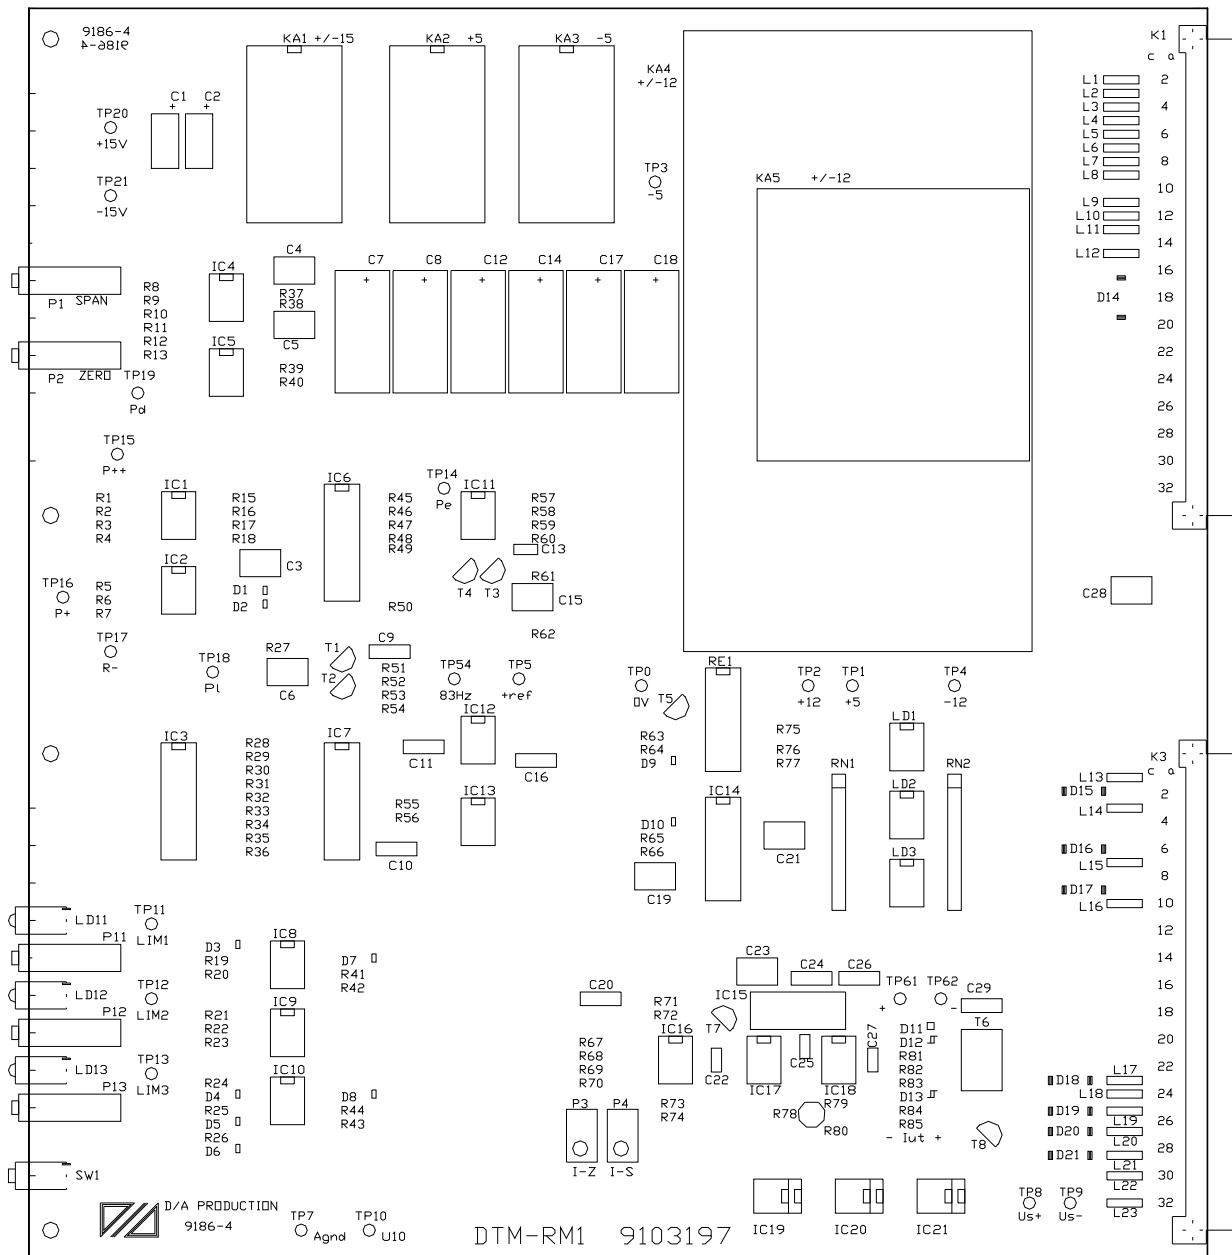 9186-4
9186-4
KA1 +/-15
KA2 +5
KA3 -5
KA4
+/-12
K1
c a
C1
C2
+
+
TP20
+15V
TP21
-15V
TP3
-5
KA5 +/-12
L1
L2
L3
L4
L5
L6
L7
L8
L9
L10
L11
L12
D14
2
4
6
8
10
12
14
16
18
20
22
24
26
28
30
32
P1 SPAN
P2 ZERO
TP19
Pd
R8
R9
R10
R11
R12
R13
IC4
IC5
C4
R37
R38
C5
R39
R40
C7
C8
C12
C14
C17
C18
+
+
+
+
+
+
TP15
P++
R1
R2
R3
R4
IC1
R15
R16
R17
R18
IC6
R45
R46
R47
R48
R49
TP14
Pe
IC11
R57
R58
R59
R60
C13
IC2
C3
T4
T3
R61
C15
TP16
P+
R5
R6
R7
D1
D2
R50
R62
C28
TP17
R-
TP18
Pl
R27
C6
T1
T2
C9
R51
R52
R53
R54
TP54
83Hz
TP5
+ref
TP0
0V
T5
RE1
TP2
+12
TP1
+5
TP4
-12
IC3
R28
R29
R30
R31
R32
R33
R34
R35
R36
IC7
C11
IC12
C16
R55
R56
IC13
C10
R63
R64
D9
R75
R76
R77
RN1
LD1
RN2
LD2
LD3
IC14
D10
R65
R66
C19
C21
K3
c a
L13
D15
L14
D16
L15
D17
L16
2
4
6
8
10
12
14
16
18
20
22
24
26
28
30
32
LD11
TP11
LIM1
P11
LD12
TP12
LIM2
P12
LD13
TP13
LIM3
P13
SW1
D3
R19
R20
IC8
D7
R41
R42
R21
R22
R23
IC9
R24
D4
R25
D5
R26
D6
IC10
D8
R44
R43
C20
R67
R68
R69
R70
R71
R72
IC16
T7
C22
R73
R74
P3
I-Z
P4
I-S
C23
C24
C26
IC15
IC17
C25
IC18
C27
R78
R79
R80
TP61
+
TP62
-
C29
T6
D11
D12
R81
R82
R83
D13
R84
R85
- Iut +
T8
L17
D18
L18
D19
L19
D20
L20
D21
L21
L22
L23
IC19
IC20
IC21
TP8
Us+
TP9
Us-
D/A PRODUCTION
9186-4
TP7
Agnd
TP10
U10
DTM-RM1 9103197